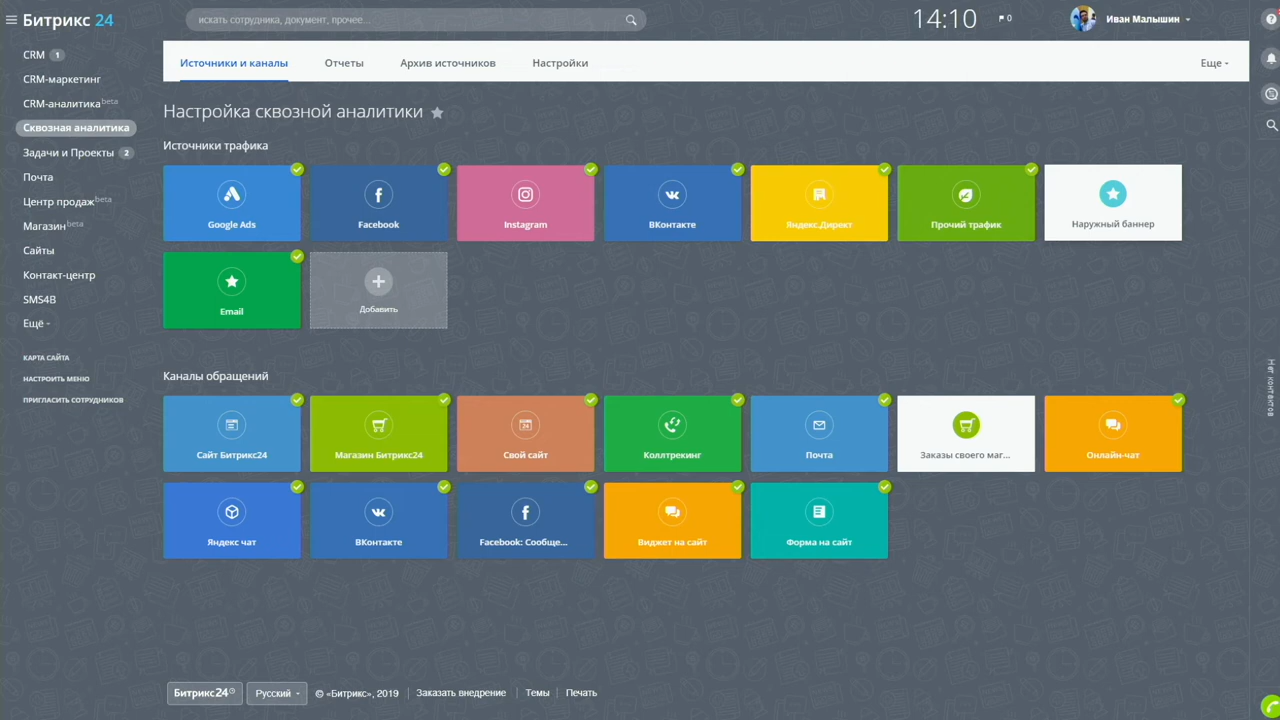 Битрикс 24
искать сотрудника, документ, прочее...
14:10
0
Иван Малышин
CRM 1
CRM-маркетинг
CRM-аналитика beta
Сквозная аналитика
Задачи и Проекты 2
Почта
Центр продаж beta
Магазин beta
Сайты
Контакт-центр
SMS4B
Ещё
КАРТА САЙТА
НАСТРОИТЬ МЕНЮ
ПРИГЛАСИТЬ СОТРУДНИКОВ
Источники и каналы Отчеты Архив источников Настройки Еще
Настройка сквозной аналитики
Источники трафика
Google Ads Facebook Instagram ВКонтакте Яндекс.Директ Прочий трафик Наружный баннер
Email Добавить
Каналы обращений
24
Сайт Битрикс24 Магазин Битрикс24 Свой сайт Коллтрекинг Почта Заказы своего маг... Онлайн-чат
Яндекс чат ВКонтакте Facebook: Сообще... Виджет на сайт Форма на сайт
Нет контактов
Битрикс24 Русский © «Битрикс», 2019 Заказать внедрение Темы Печать